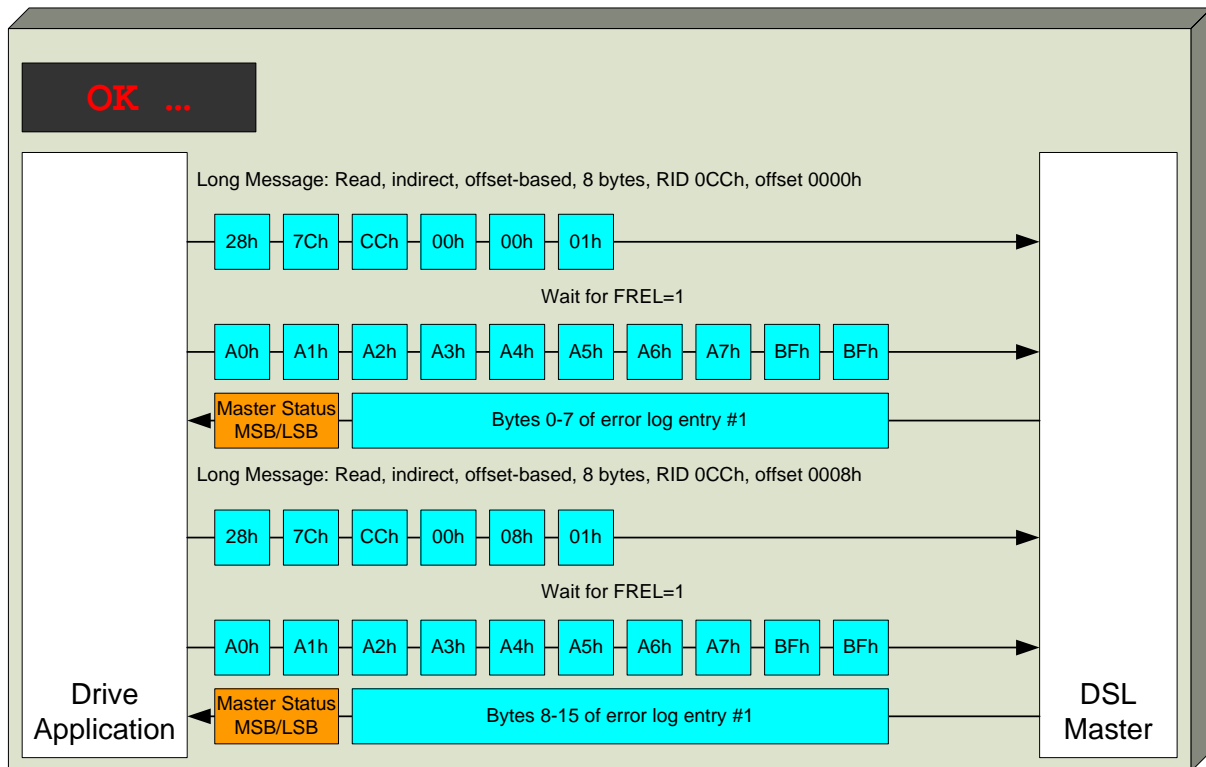 OK ...
Long Message: Read, indirect, offset-based, 8 bytes, RID 0CCh, offset 0000h
28h 7Ch CCh 00h 00h 01h
Wait for FREL=1
A0h A1h A2h A3h A4h A5h A6h A7h BFh BFh
Master Status
MSB/LSB
Bytes 0-7 of error log entry #1
Long Message: Read, indirect, offset-based, 8 bytes, RID 0CCh, offset 0008h
28h 7Ch CCh 00h 08h 01h
Wait for FREL=1
A0h A1h A2h A3h A4h A5h A6h A7h BFh BFh
Master Status
MSB/LSB
Bytes 8-15 of error log entry #1
Drive
Application
DSL
Master